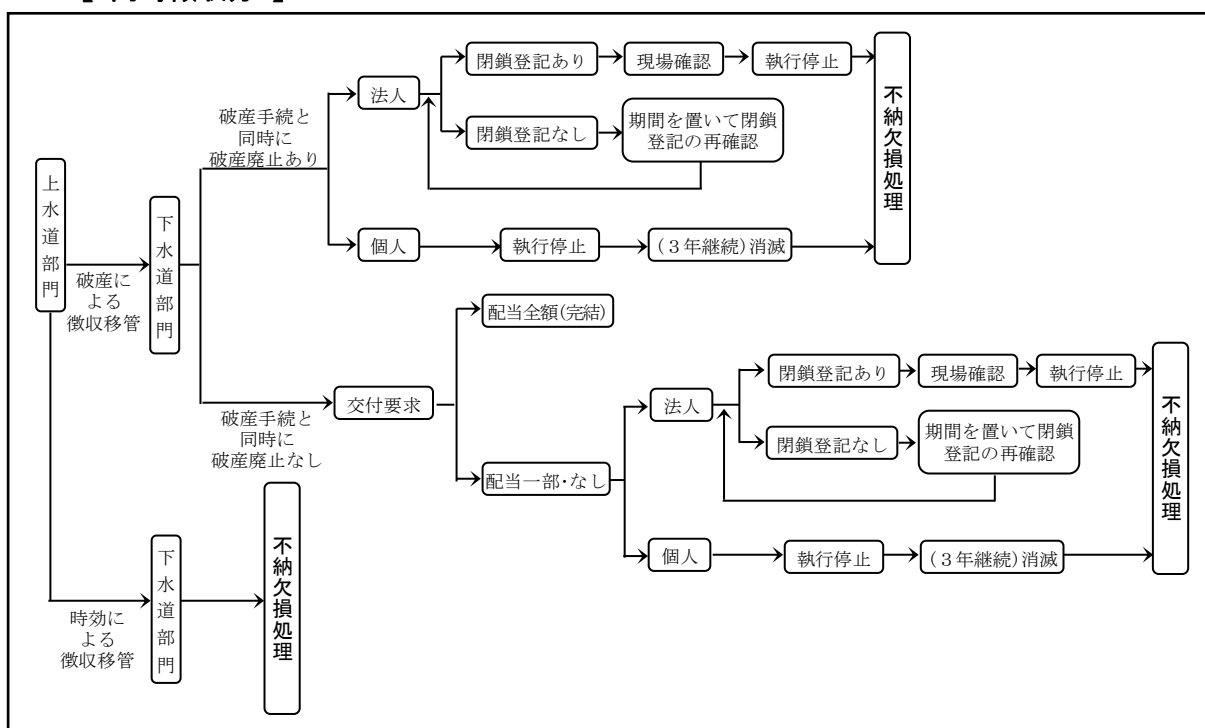 上水道部門
破産に
よる
徴収移管
下水道部門
破産手続と
同時に
破産廃止あり
法人
閉鎖登記あり
現場確認
執行停止
閉鎖登記なし
期間を置いて閉鎖
登記の再確認
個人
執行停止
(3年継続)消滅
不納欠損処理
破産手続と
同時に
破産廃止なし
交付要求
配当全額(完結)
配当一部・なし
法人
閉鎖登記あり
現場確認
執行停止
閉鎖登記なし
期間を置いて閉鎖
登記の再確認
個人
執行停止
(3年継続)消滅
不納欠損処理
時効に
よる
徴収移管
下水道部門
不納欠損処理